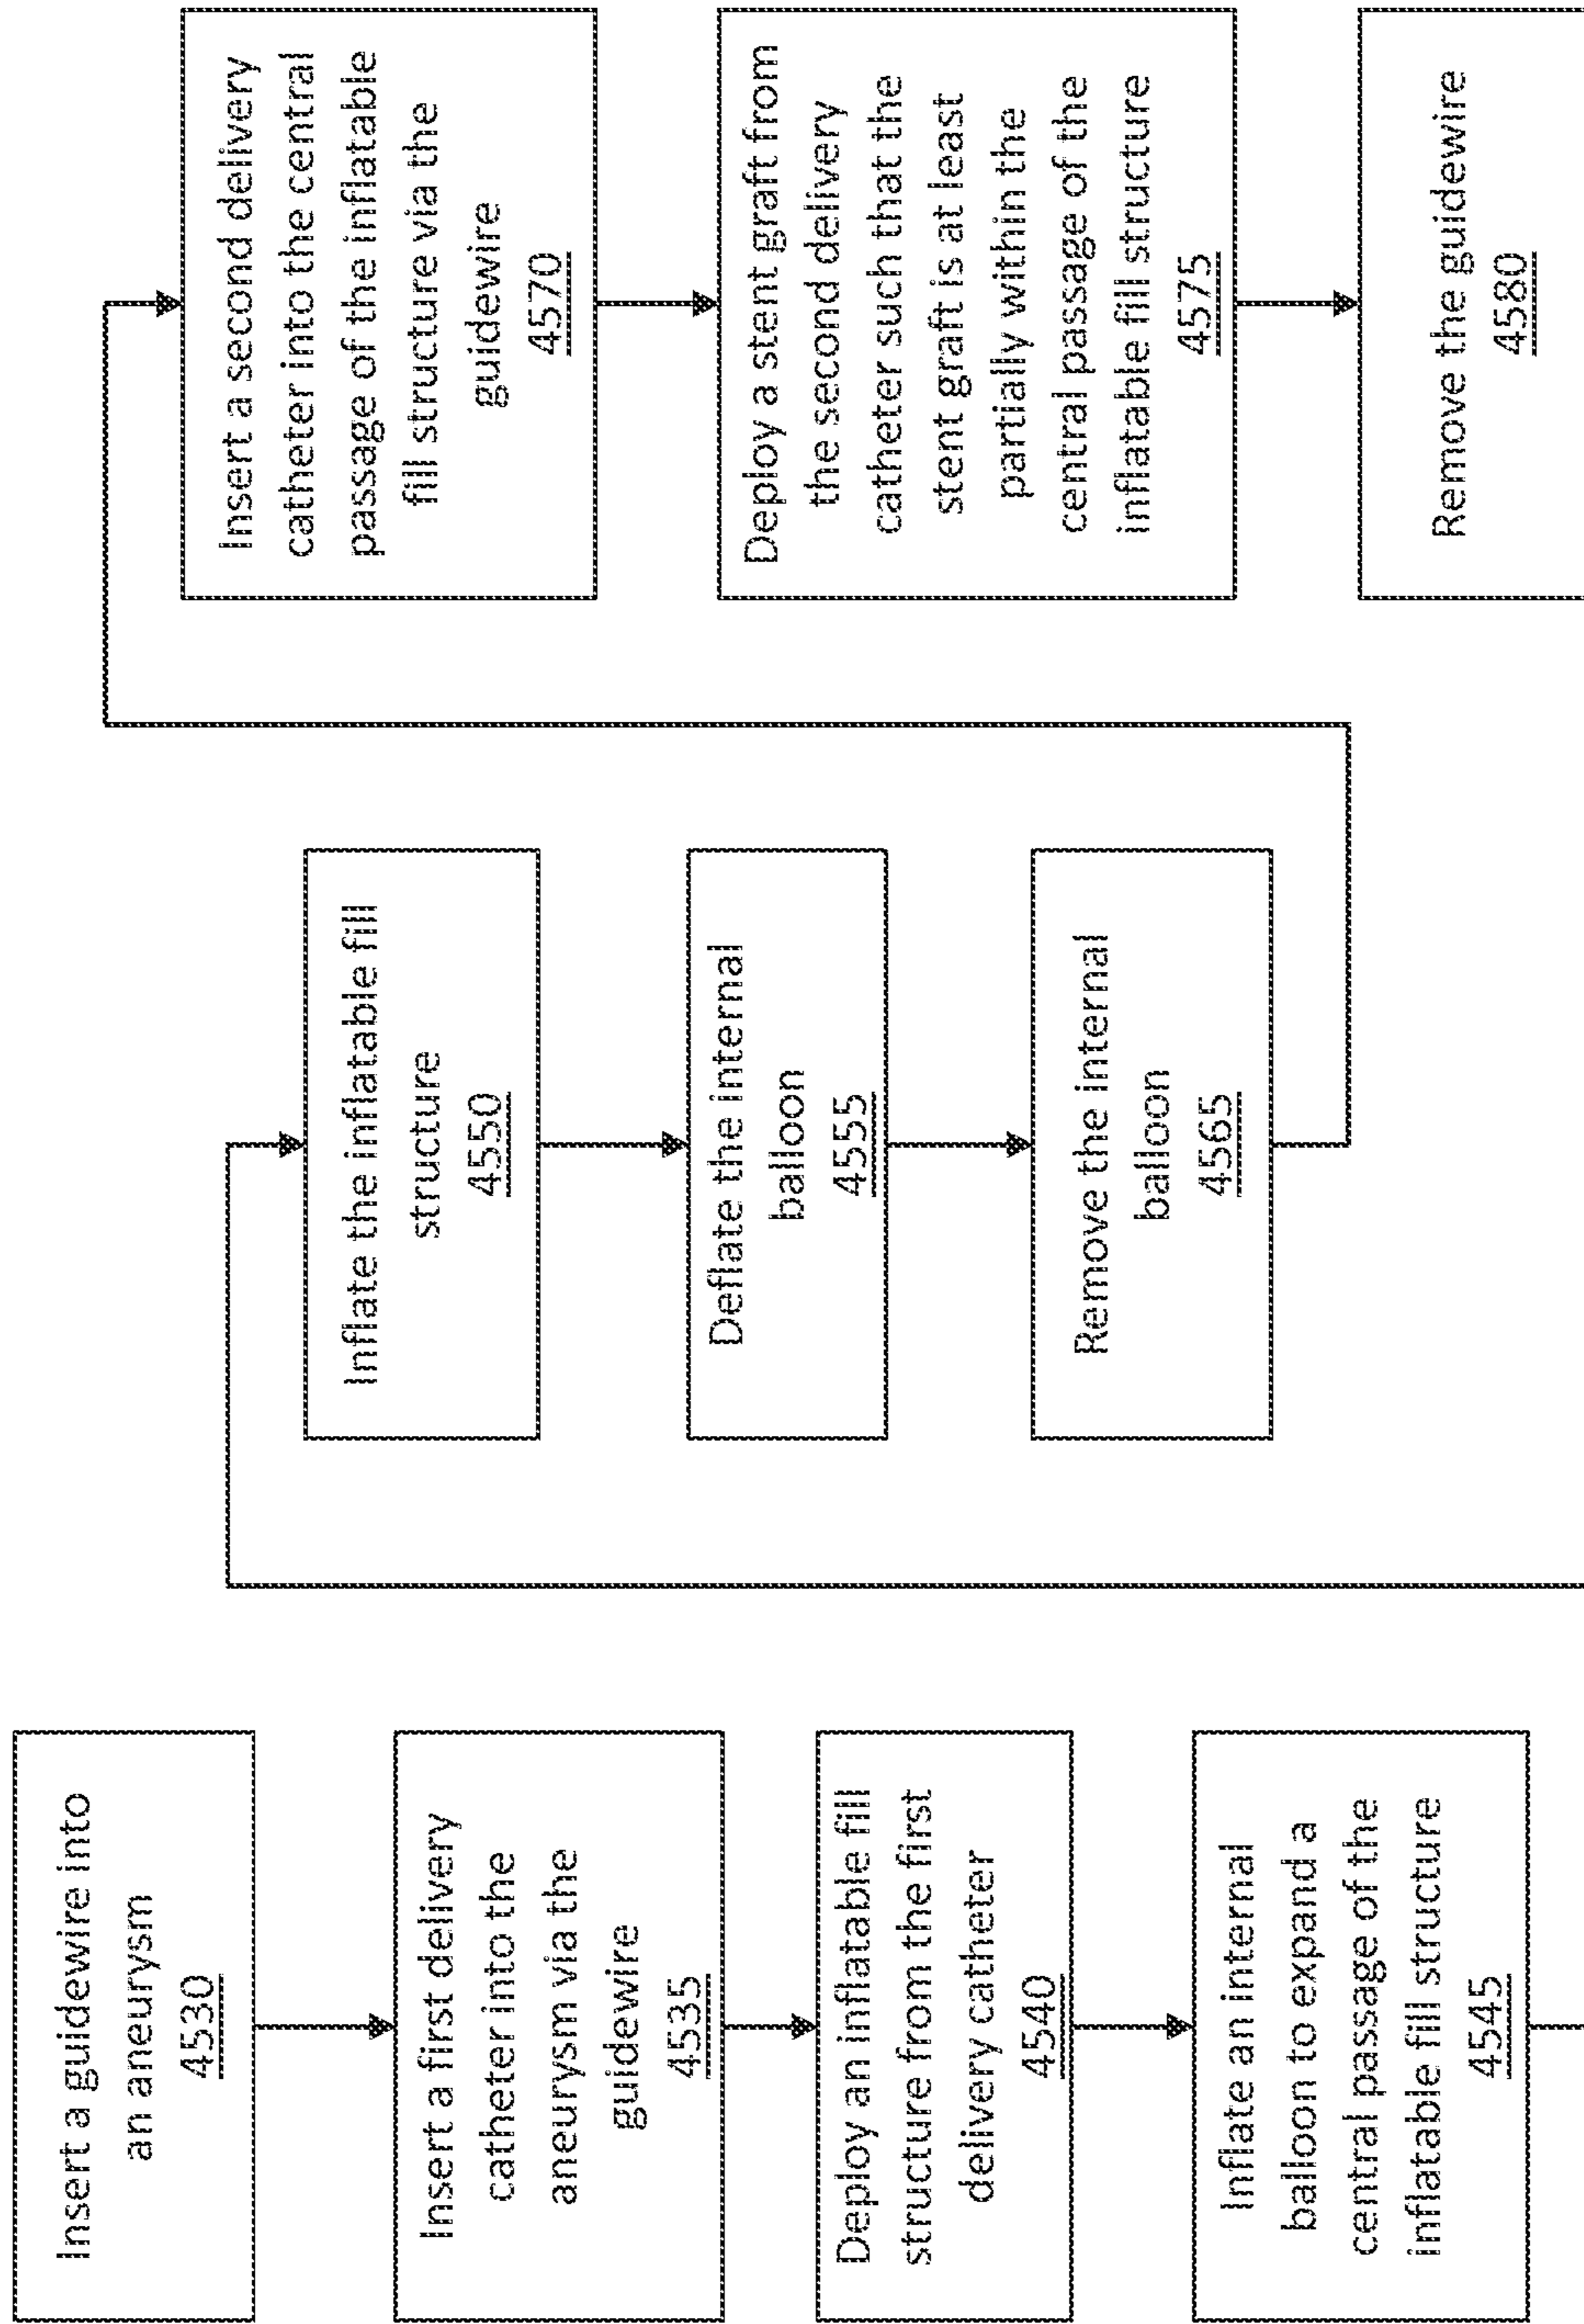 Insert a guidewire into
an aneurysm
4530
Insert a first delivery
catheter into the
aneurysm via the
guidewire
4535
Deploy an inflatable fill
structure from the first
delivery catheter
4540
Inflate an internal
balloon to expand a
central passage of the
inflatable fill structure
4545
Inflate the inflatable fill
structure
4550
Deflate the internal
balloon
4555
Remove the internal
balloon
4565
Insert a second delivery
catheter into the central
passage of the inflatable
fill structure via the
guidewire
4570
Deploy a stent graft from
the second delivery
catheter such that the
stent graft is at least
partially within the
central passage of the
inflatable fill structure
4575
Remove the guidewire
4580